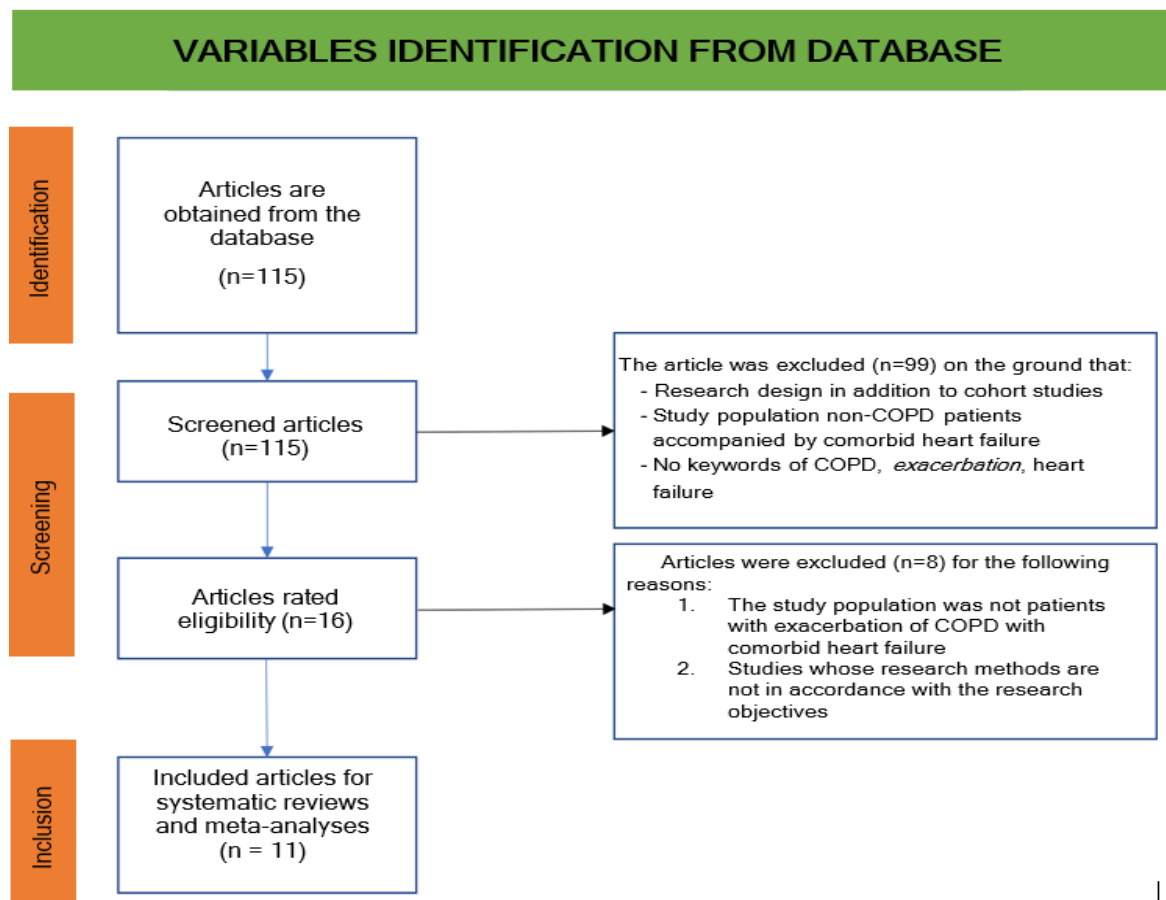 VARIABLES IDENTIFICATION FROM DATABASE
Identification
Articles are
obtained from the
database
(n=115)
Screening
Screened articles
(n=115)
The article was excluded (n=99) on the ground that:
- Research design in addition to cohort studies
- Study population non-COPD patients
accompanied by comorbid heart failure
- No keywords of COPD, exacerbation, heart
failure
Articles rated
eligibility (n=16)
Articles were excluded (n=8) for the following
reasons:
1. The study population was not patients
with exacerbation of COPD with
comorbid heart failure
2. Studies whose research methods are
not in accordance with the research
objectives
Inclusion
Included articles for
systematic reviews
and meta-analyses
(n = 11)